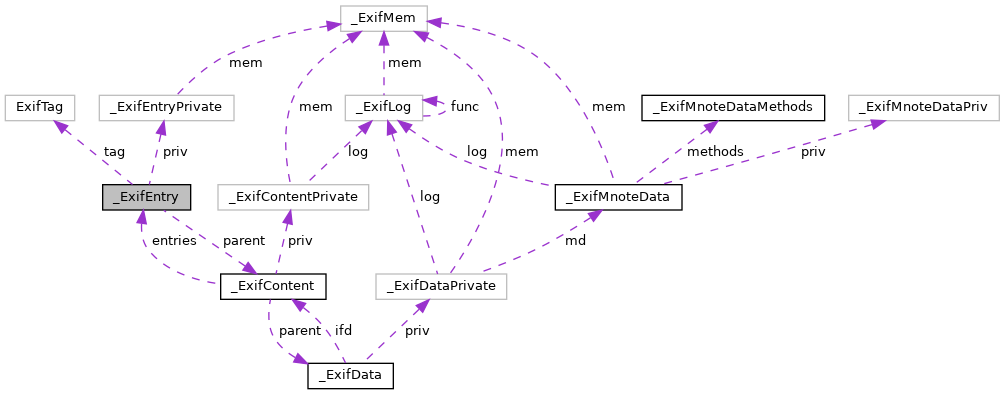 _ExifMem
mem
ExifTag
_ExifEntryPrivate
_ExifLog
func
_ExifMnoteDataMethods
_ExifMnoteDataPriv
mem
mem
mem
tag
priv
log
log
mem
methods
priv
_ExifEntry
_ExifContentPrivate
log
_ExifMnoteData
entries
parent
priv
md
_ExifContent
_ExifDataPrivate
parent
ifd
priv
_ExifData